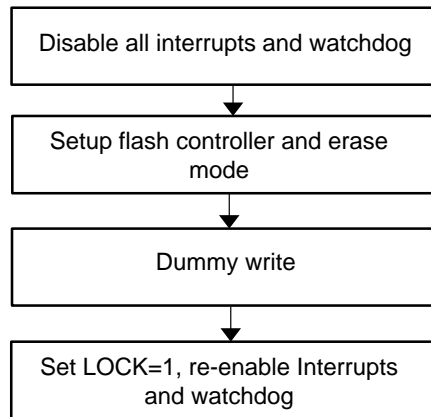 Disable all interrupts and watchdog
Setup flash controller and erase
mode
Dummy write
Set LOCK=1, re-enable Interrupts
and watchdog